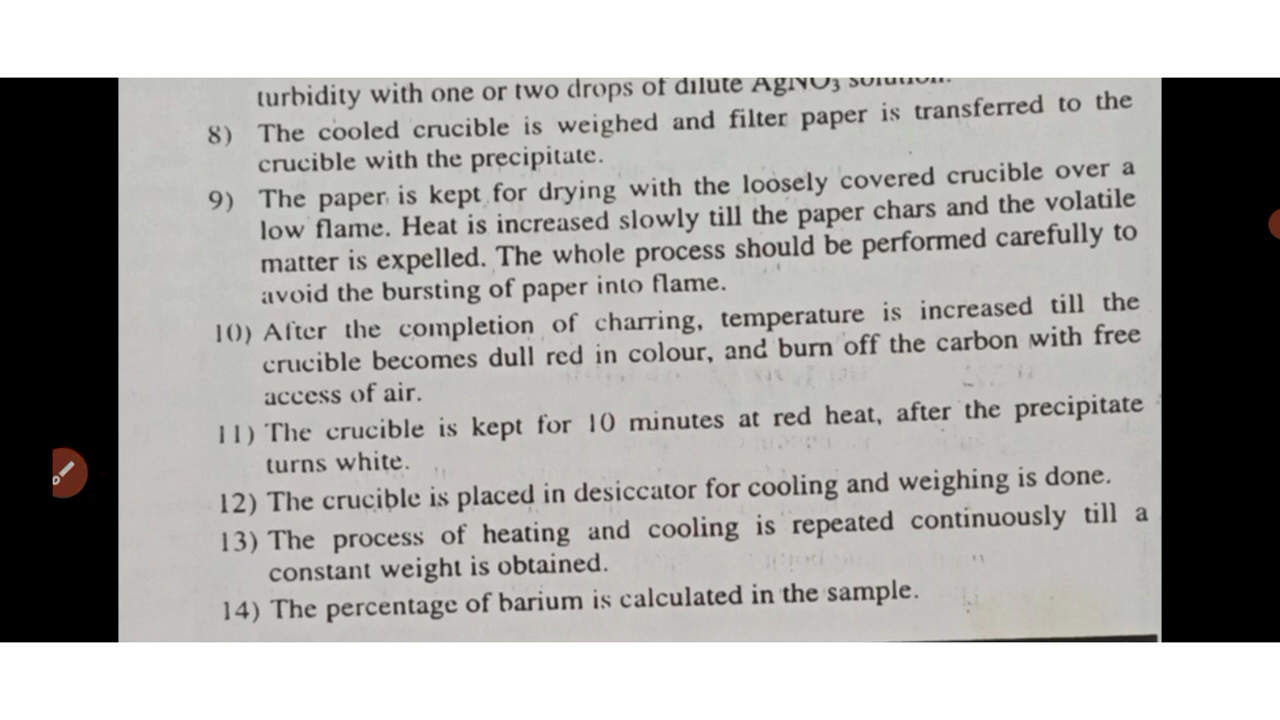 turbidity with one or two drops of dilute AgNO₃ solution.
8) The cooled crucible is weighed and filter paper is transferred to the
crucible with the precipitate.
9) The paper is kept for drying with the loosely covered crucible over a
low flame. Heat is increased slowly till the paper chars and the volatile
matter is expelled. The whole process should be performed carefully to
avoid the bursting of paper into flame.
10) After the completion of charring, temperature is increased till the
crucible becomes dull red in colour, and burn off the carbon with free
access of air.
11) The crucible is kept for 10 minutes at red heat, after the precipitate
turns white.
12) The crucible is placed in desiccator for cooling and weighing is done.
13) The process of heating and cooling is repeated continuously till a
constant weight is obtained.
14) The percentage of barium is calculated in the sample.